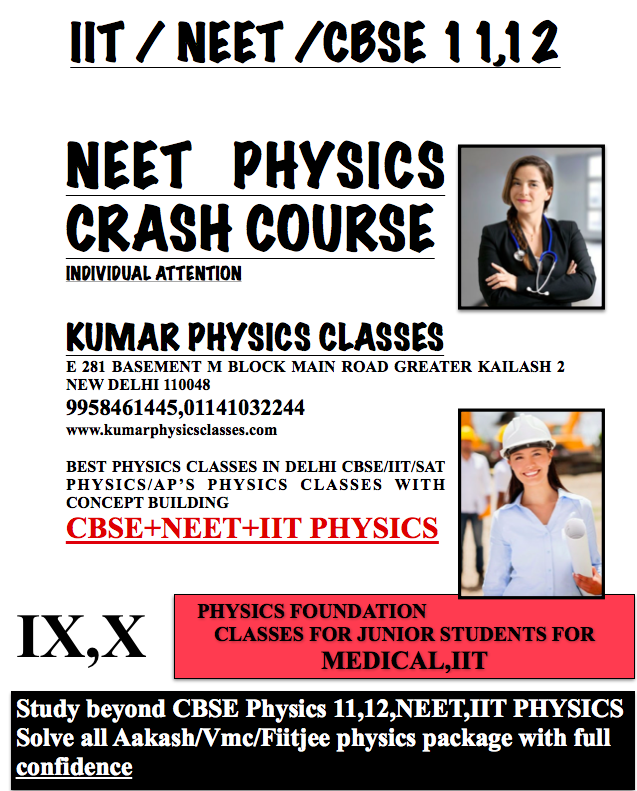 IIT / NEET /CBSE 11,12
NEET PHYSICS
CRASH COURSE
INDIVIDUAL ATTENTION
KUMAR PHYSICS CLASSES
E 281 BASEMENT M BLOCK MAIN ROAD GREATER KAILASH 2
NEW DELHI 110048
9958461445,01141032244
www.kumarphysicsclasses.com
BEST PHYSICS CLASSES IN DELHI CBSE/IIT/SAT
PHYSICS/AP'S PHYSICS CLASSES WITH
CONCEPT BUILDING
CBSE+NEET+IIT PHYSICS
IX,X
PHYSICS FOUNDATION
CLASSES FOR JUNIOR STUDENTS FOR
MEDICAL,IIT
Study beyond CBSE Physics 11,12,NEET,IIT PHYSICS
Solve all Aakash/Vmc/Fiitjee physics package with full
confidence